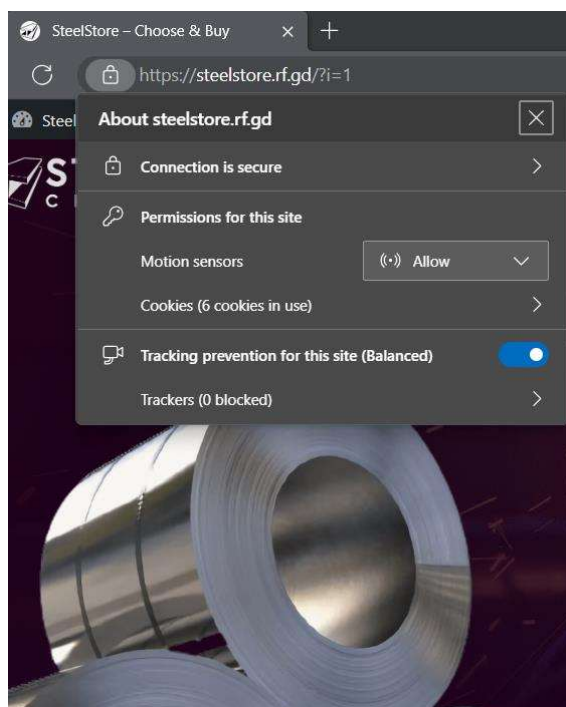 SteelStore – Choose & Buy
https://steelstore.rf.gd/?i=1
Steel
About steelstore.rf.gd
Connection is secure
Permissions for this site
Motion sensors
Allow
Cookies (6 cookies in use)
Tracking prevention for this site (Balanced)
Trackers (0 blocked)